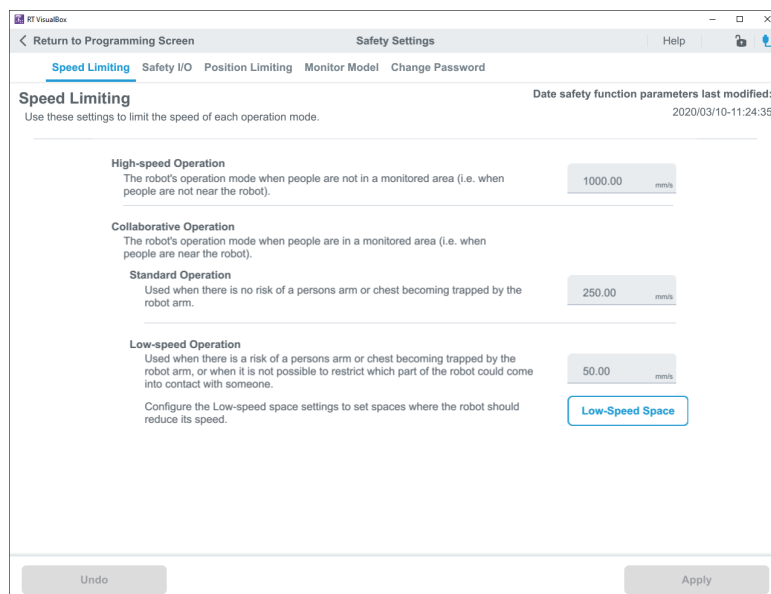 RT VisualBox
Return to Programming Screen
Safety Settings
Help
Speed Limiting
Safety I/O
Position Limiting
Monitor Model
Change Password
Speed Limiting
Date safety function parameters last modified:
Use these settings to limit the speed of each operation mode.
2020/03/10-11:24:35
High-speed Operation
The robot's operation mode when people are not in a monitored area (i.e. when
people are not near the robot).
1000.00 mm/s
Collaborative Operation
The robot's operation mode when people are in a monitored area (i.e. when
people are near the robot).
Standard Operation
Used when there is no risk of a persons arm or chest becoming trapped by the
robot arm.
250.00 mm/s
Low-speed Operation
Used when there is a risk of a persons arm or chest becoming trapped by the
robot arm, or when it is not possible to restrict which part of the robot could come
into contact with someone.
50.00 mm/s
Configure the Low-speed space settings to set spaces where the robot should
reduce its speed.
Low-Speed Space
Undo
Apply